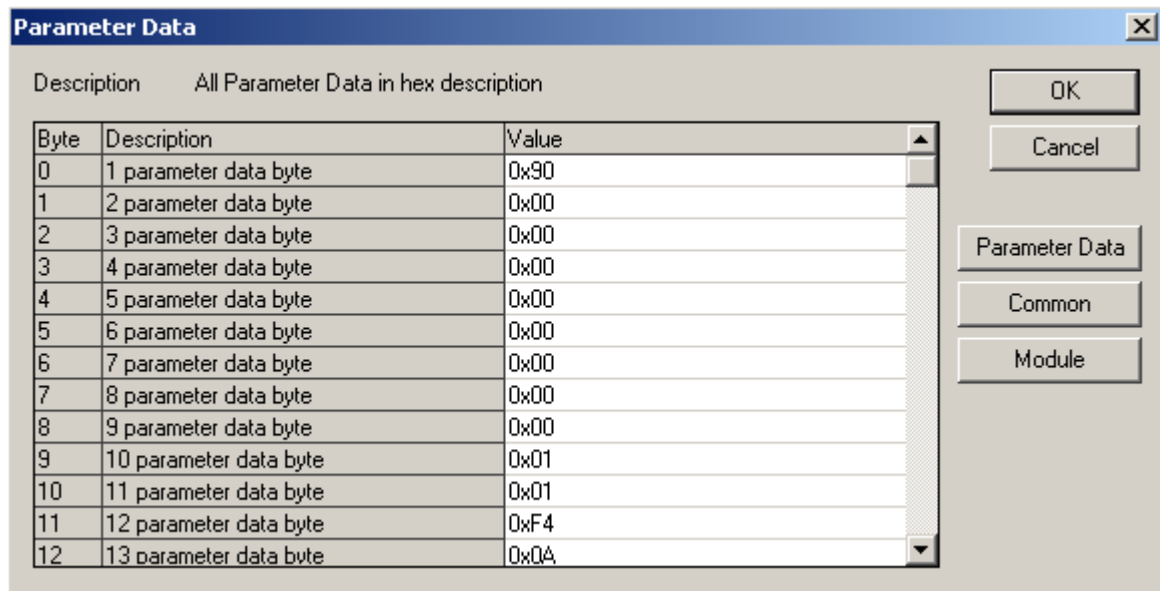 Parameter Data
Description All Parameter Data in hex description
OK
Cancel
Byte Description Value
0 1 parameter data byte 0x90
1 2 parameter data byte 0x00
2 3 parameter data byte 0x00
3 4 parameter data byte 0x00
4 5 parameter data byte 0x00
5 6 parameter data byte 0x00
6 7 parameter data byte 0x00
7 8 parameter data byte 0x00
8 9 parameter data byte 0x00
9 10 parameter data byte 0x01
10 11 parameter data byte 0x01
11 12 parameter data byte 0xF4
12 13 parameter data byte 0x0A
Parameter Data
Common
Module